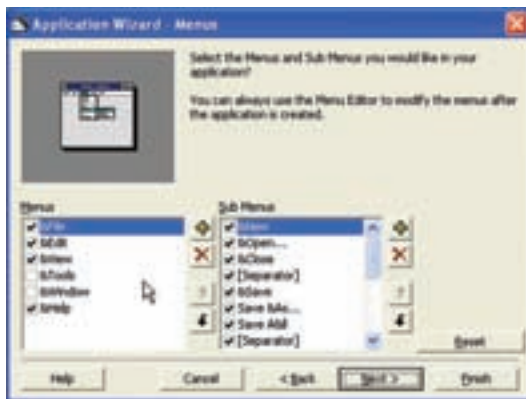 Application Wizard - Menus
Select the Menus and Sub Menus you would like in your
application?
You can always use the Menu Editor to modify the menus after
the application is created.
Menus
&File
&Edit
&View
&Tools
&Window
&Help
Sub Menus
&New
&Open...
&Close
[Separator]
&Save
Save &As...
Save A&ll
[Separator]
Reset
Help
Cancel
< Back
Next >
Finish